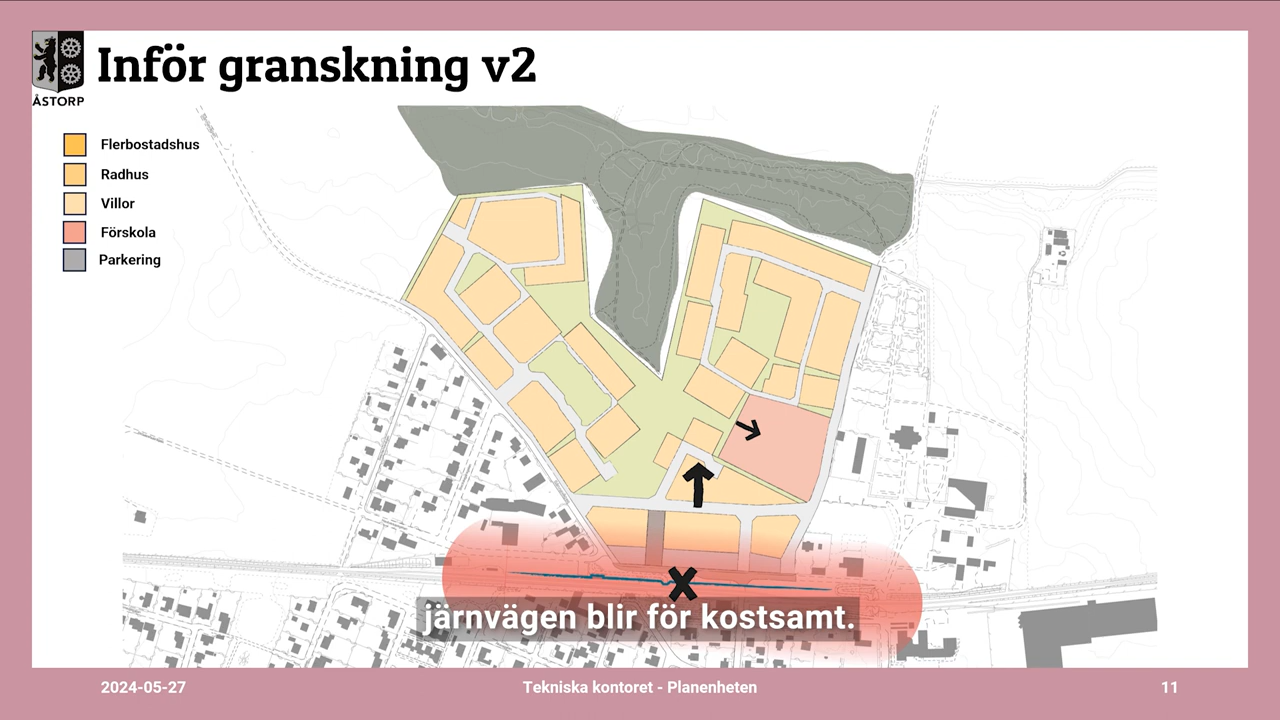 ÅSTORP
Inför granskning v2
Flerbostadshus
Radhus
Villor
Förskola
Parkering
järnvägen blir för kostsamt.
2024-05-27
Tekniska kontoret - Planenheten
11